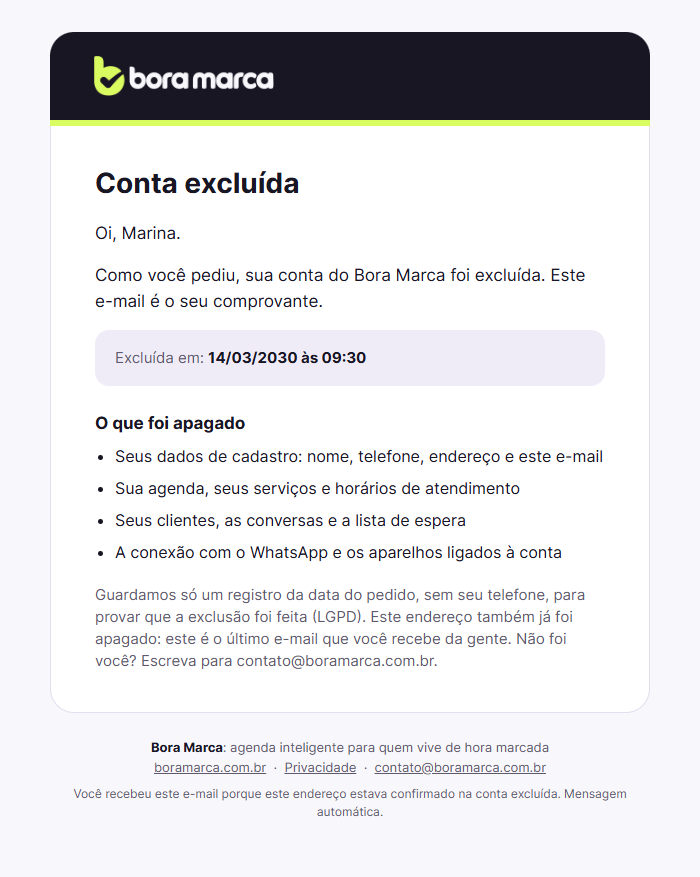 bora marca
Conta excluída
Oi, Marina.
Como você pediu, sua conta do Bora Marca foi excluída. Este
e-mail é o seu comprovante.
Excluída em: 14/03/2030 às 09:30
O que foi apagado
• Seus dados de cadastro: nome, telefone, endereço e este e-mail
• Sua agenda, seus serviços e horários de atendimento
• Seus clientes, as conversas e a lista de espera
• A conexão com o WhatsApp e os aparelhos ligados à conta
Guardamos só um registro da data do pedido, sem seu telefone, para
provar que a exclusão foi feita (LGPD). Este endereço também já foi
apagado: este é o último e-mail que você recebe da gente. Não foi
você? Escreva para contato@boramarca.com.br.
Bora Marca: agenda inteligente para quem vive de hora marcada
boramarca.com.br · Privacidade · contato@boramarca.com.br
Você recebeu este e-mail porque este endereço estava confirmado na conta excluída. Mensagem
automática.